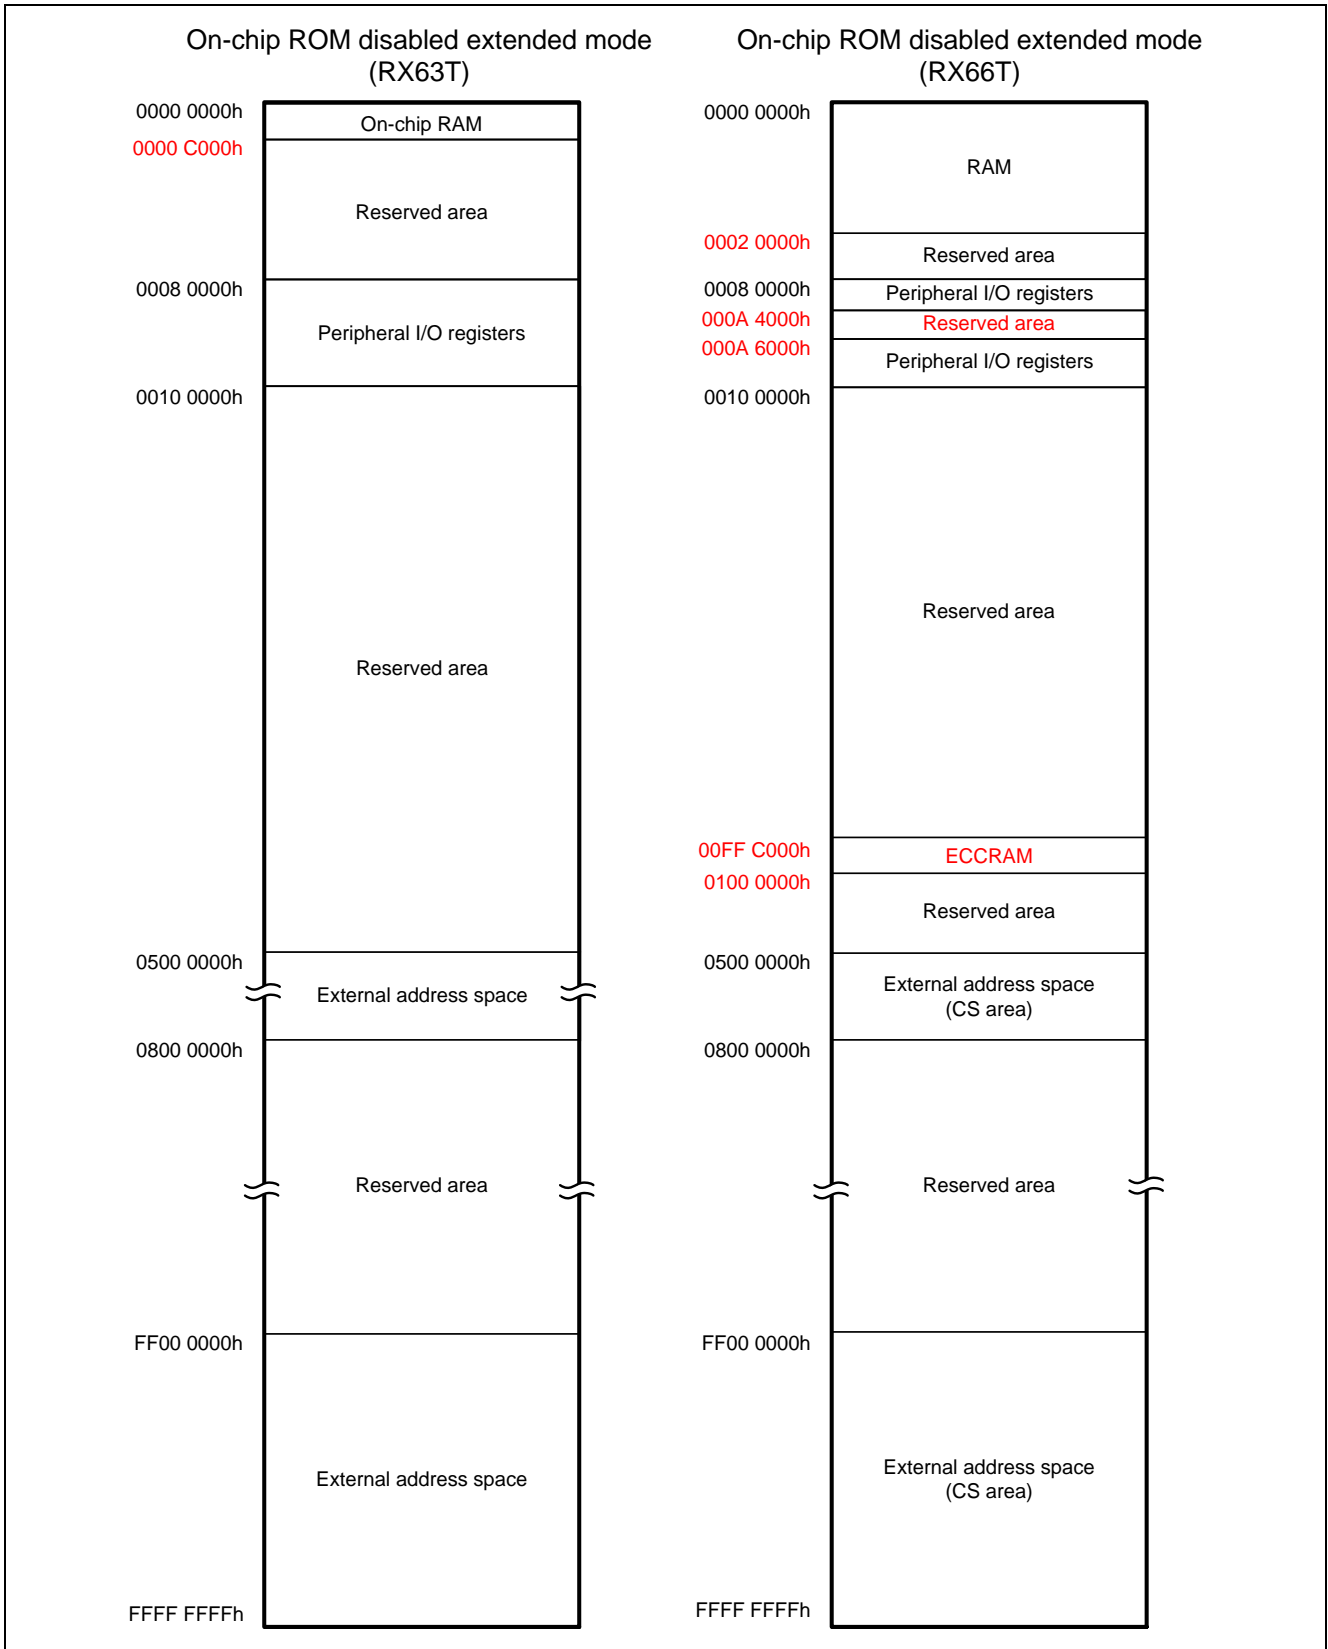 On-chip ROM disabled extended mode
(RX63T)
0000 0000h
On-chip RAM
0000 C000h
Reserved area
0008 0000h
Peripheral I/O registers
0010 0000h
Reserved area
0500 0000h
External address space
0800 0000h
Reserved area
FF00 0000h
External address space
FFFF FFFFh
On-chip ROM disabled extended mode
(RX66T)
0000 0000h
RAM
0002 0000h
Reserved area
0008 0000h
Peripheral I/O registers
000A 4000h
Reserved area
000A 6000h
Peripheral I/O registers
0010 0000h
Reserved area
00FF C000h
ECCRAM
0100 0000h
Reserved area
0500 0000h
External address space
(CS area)
0800 0000h
Reserved area
FF00 0000h
External address space
(CS area)
FFFF FFFFh